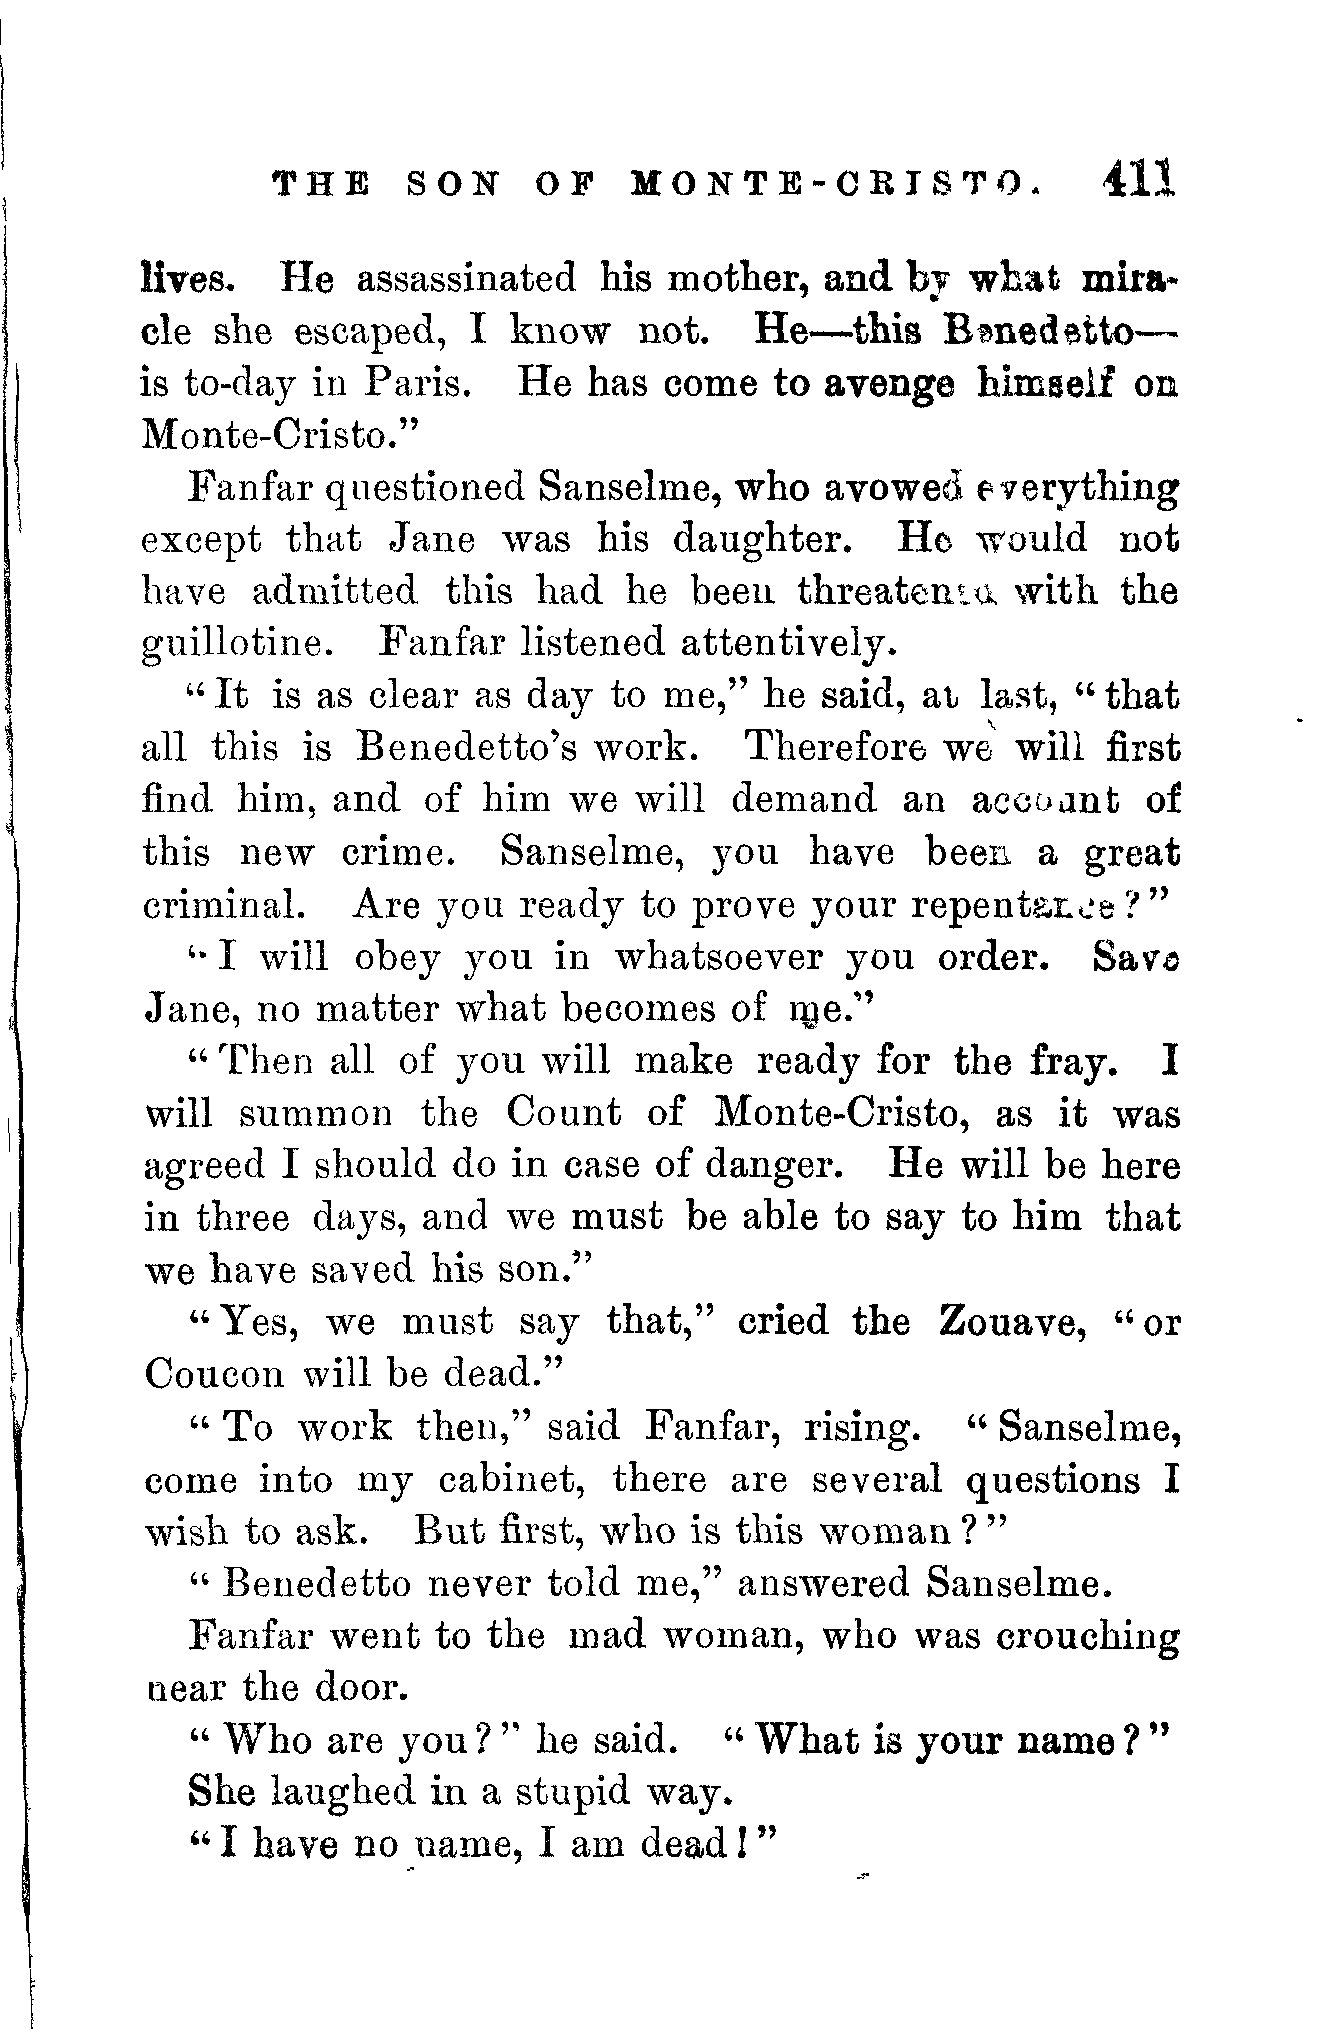 THE SON OF MONTE-CRISTO. 411
lives. He assassinated his mother, and by what mira-
cle she escaped, I know not. He—this Benedetto—
is to-day in Paris. He has come to avenge himself on
Monte-Cristo."
Fanfar questioned Sanselme, who avowed everything
except that Jane was his daughter. He would not
have admitted this had he been threatened with the
guillotine. Fanfar listened attentively.
"It is as clear as day to me," he said, at last, "that
all this is Benedetto's work. Therefore we will first
find him, and of him we will demand an account of
this new crime. Sanselme, you have been a great
criminal. Are you ready to prove your repentance?"
"I will obey you in whatsoever you order. Save
Jane, no matter what becomes of me."
"Then all of you will make ready for the fray. I
will summon the Count of Monte-Cristo, as it was
agreed I should do in case of danger. He will be here
in three days, and we must be able to say to him that
we have saved his son."
"Yes, we must say that," cried the Zouave, "or
Coucon will be dead."
"To work then," said Fanfar, rising. "Sanselme,
come into my cabinet, there are several questions I
wish to ask. But first, who is this woman?"
"Benedetto never told me," answered Sanselme.
Fanfar went to the mad woman, who was crouching
near the door.
"Who are you?" he said. "What is your name?"
She laughed in a stupid way.
"I have no name, I am dead!"